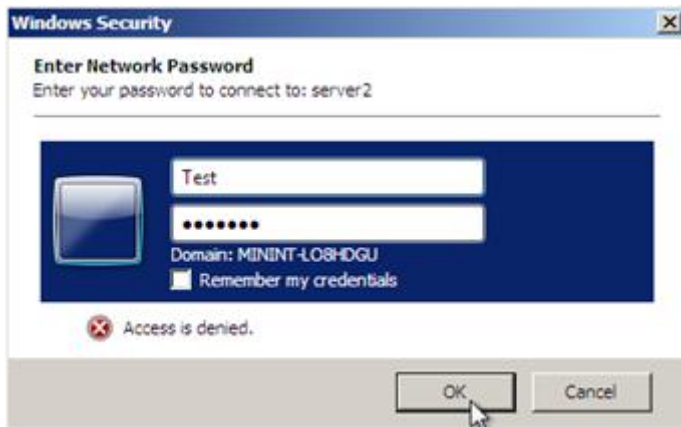 Windows Security
Enter Network Password
Enter your password to connect to: server2
Test
•••••••
Domain: MININT-LO8HDGU
Remember my credentials
Access is denied.
OK
Cancel